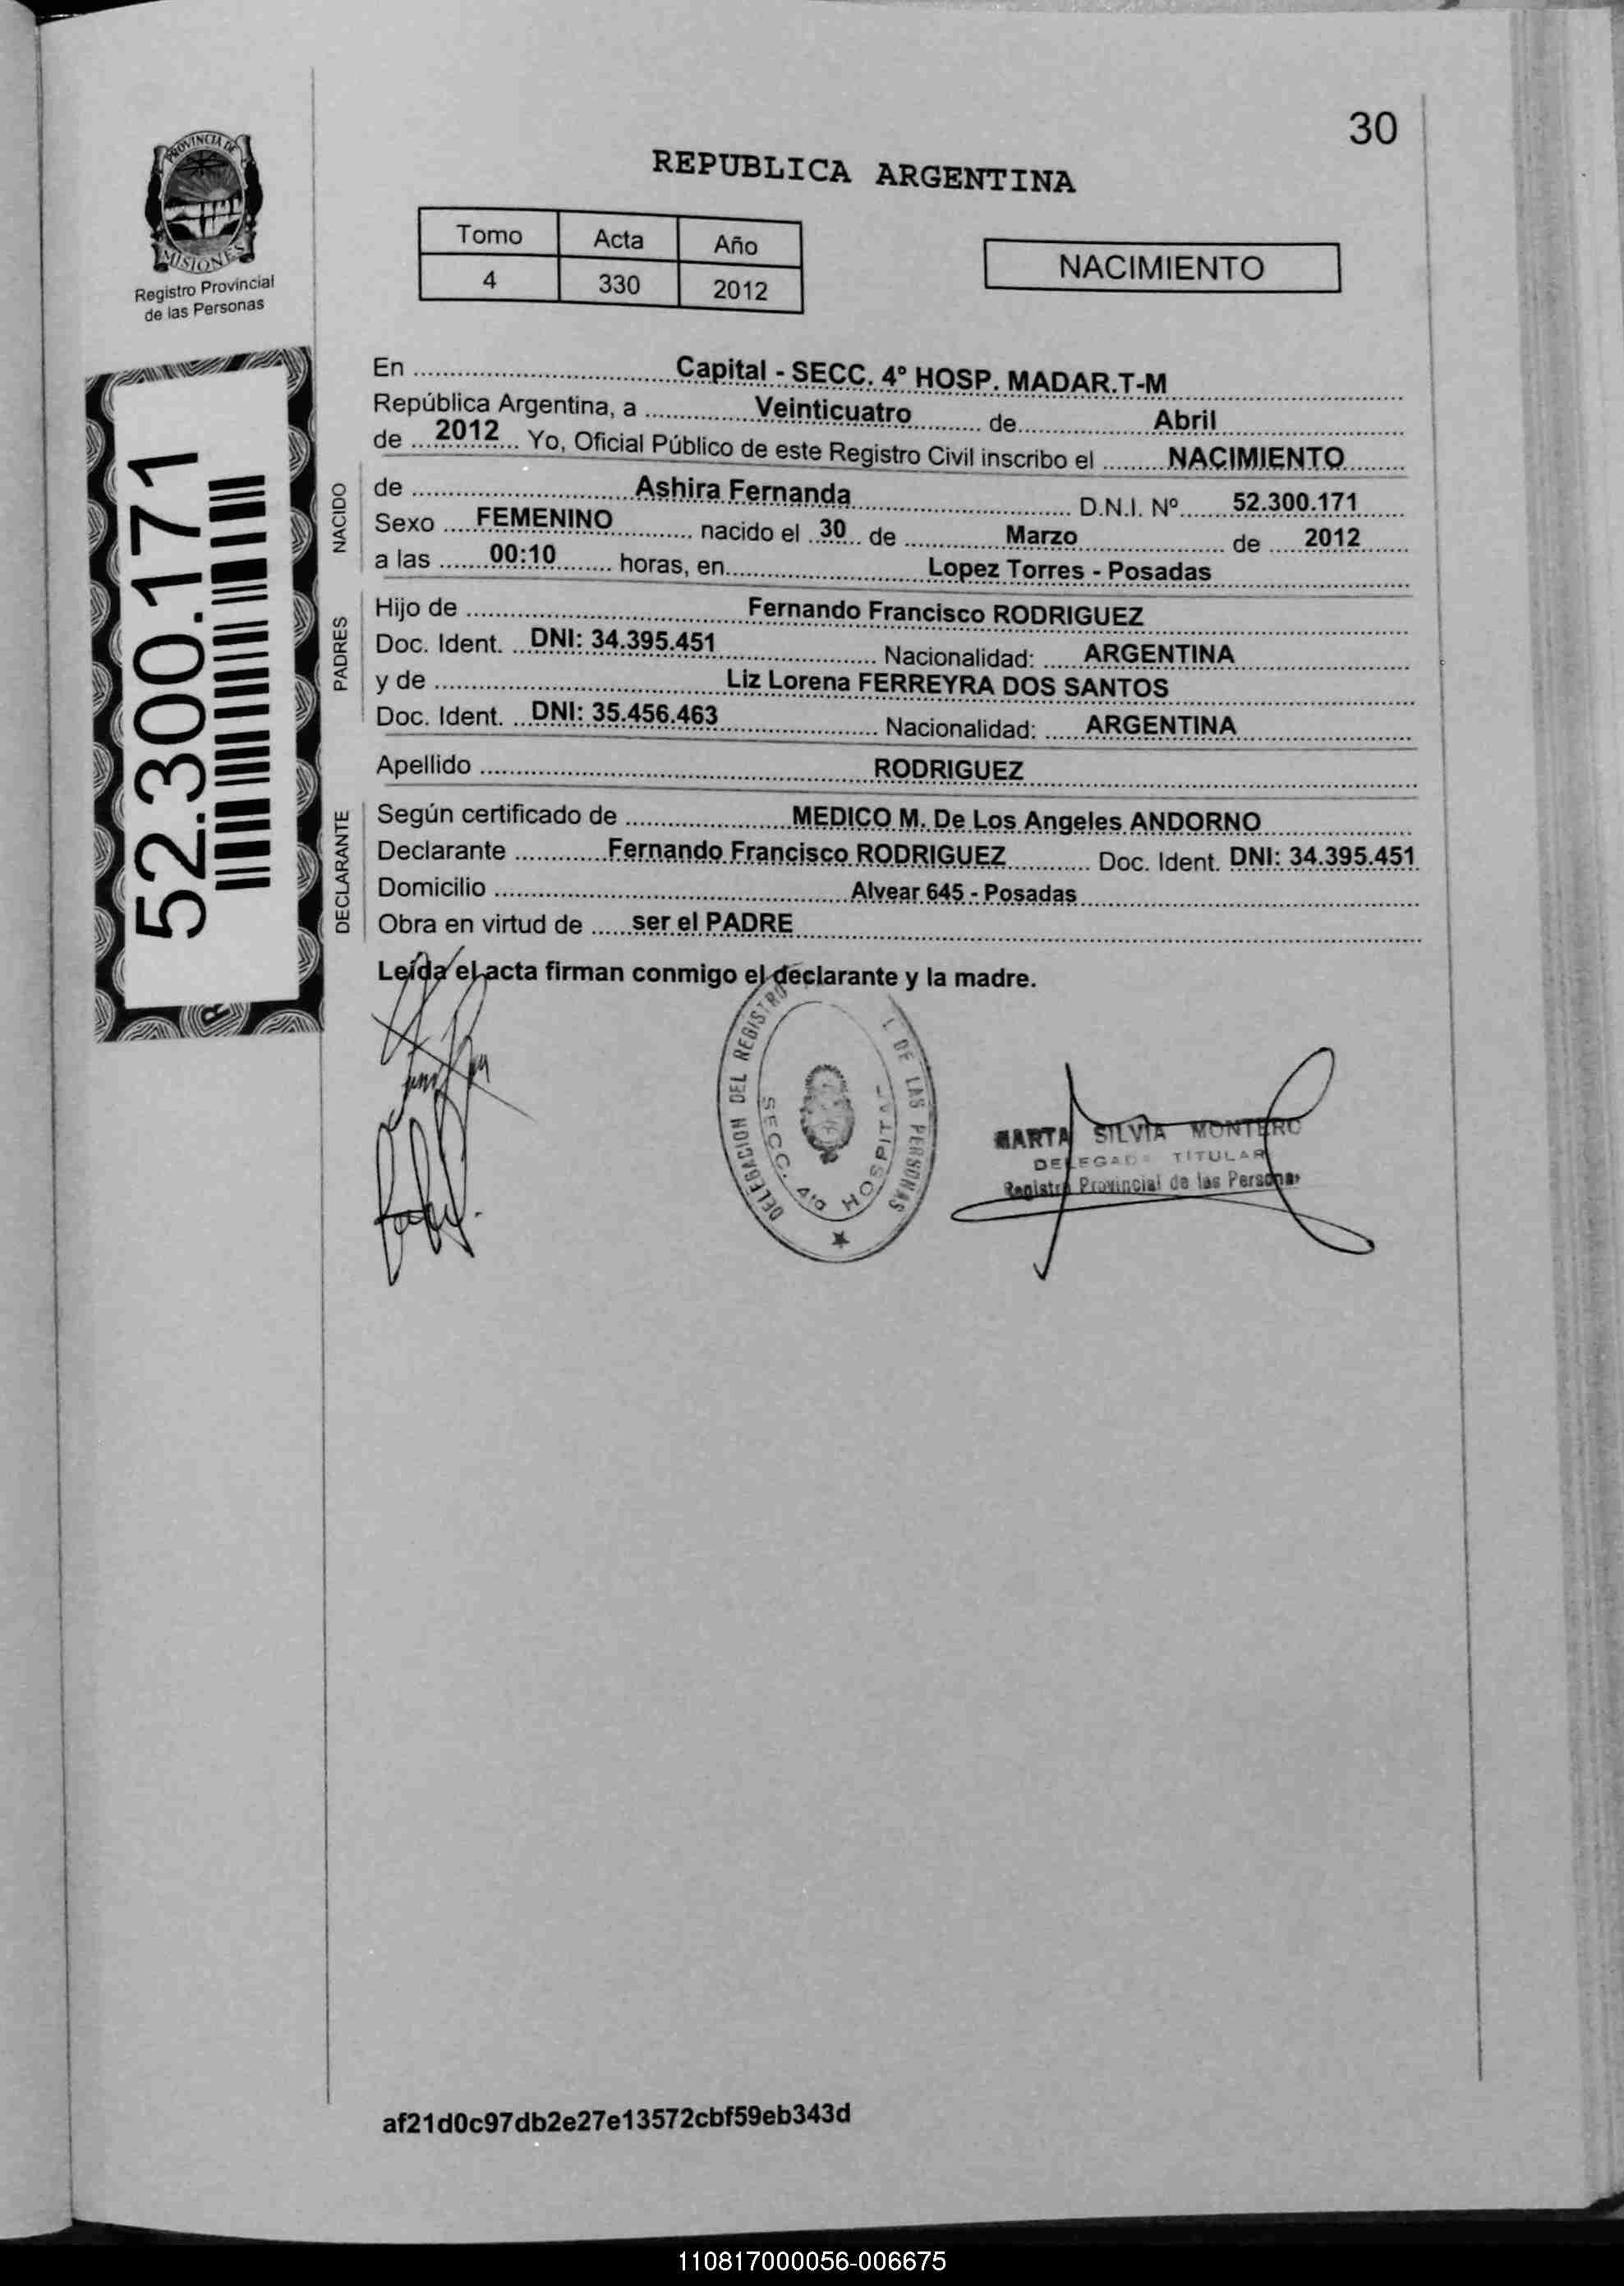 30
PROVINCIA DE
MISIONES
Registro Provincial
de las Personas
REPUBLICA ARGENTINA
Tomo Acta Año
4 330 2012
NACIMIENTO
52.300.171
En Capital - SECC. 4º HOSP. MADAR.T-M
República Argentina, a Veinticuatro de Abril
de 2012 Yo, Oficial Público de este Registro Civil inscribo el NACIMIENTO
NACIDO
de Ashira Fernanda D.N.I. Nº 52.300.171
Sexo FEMENINO nacido el 30 de Marzo de 2012
a las 00:10 horas, en Lopez Torres - Posadas
PADRES
Hijo de Fernando Francisco RODRIGUEZ
Doc. Ident. DNI: 34.395.451 Nacionalidad: ARGENTINA
y de Liz Lorena FERREYRA DOS SANTOS
Doc. Ident. DNI: 35.456.463 Nacionalidad: ARGENTINA
Apellido RODRIGUEZ
DECLARANTE
Según certificado de MEDICO M. De Los Angeles ANDORNO
Declarante Fernando Francisco RODRIGUEZ Doc. Ident. DNI: 34.395.451
Domicilio Alvear 645 - Posadas
Obra en virtud de ser el PADRE
Leída el acta firman conmigo el declarante y la madre.
DELEGACION DEL REGISTRO L DE LAS PERSONAS
SECC. 4ta HOSPITAL
MARTA SILVIA MONTERO
DELEGADA TITULAR
Registro Provincial de las Personas
af21d0c97db2e27e13572cbf59eb343d
110817000056-006675